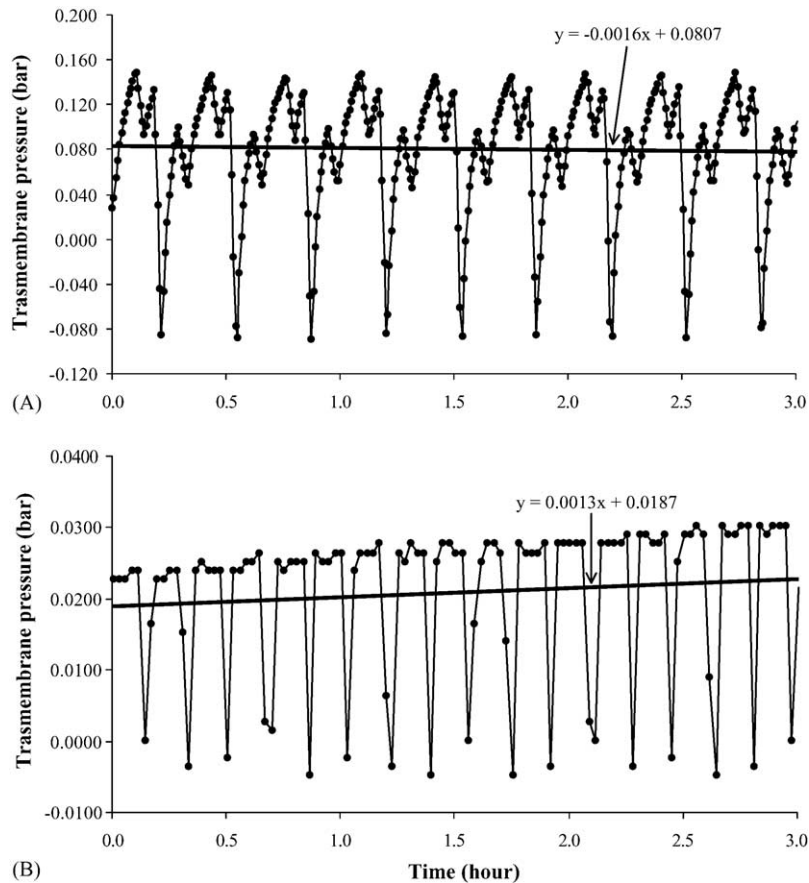 0.200
0.160
0.120
0.080
0.040
0.000
-0.040
-0.080
-0.120
Trasmembrane pressure (bar)
y = -0.0016x + 0.0807
0.0 0.5 1.0 1.5 2.0 2.5 3.0
(A)
0.0400
0.0300
0.0200
0.0100
0.0000
-0.0100
Trasmembrane pressure (bar)
y = 0.0013x + 0.0187
0.0 0.5 1.0 1.5 2.0 2.5 3.0
(B)
Time (hour)